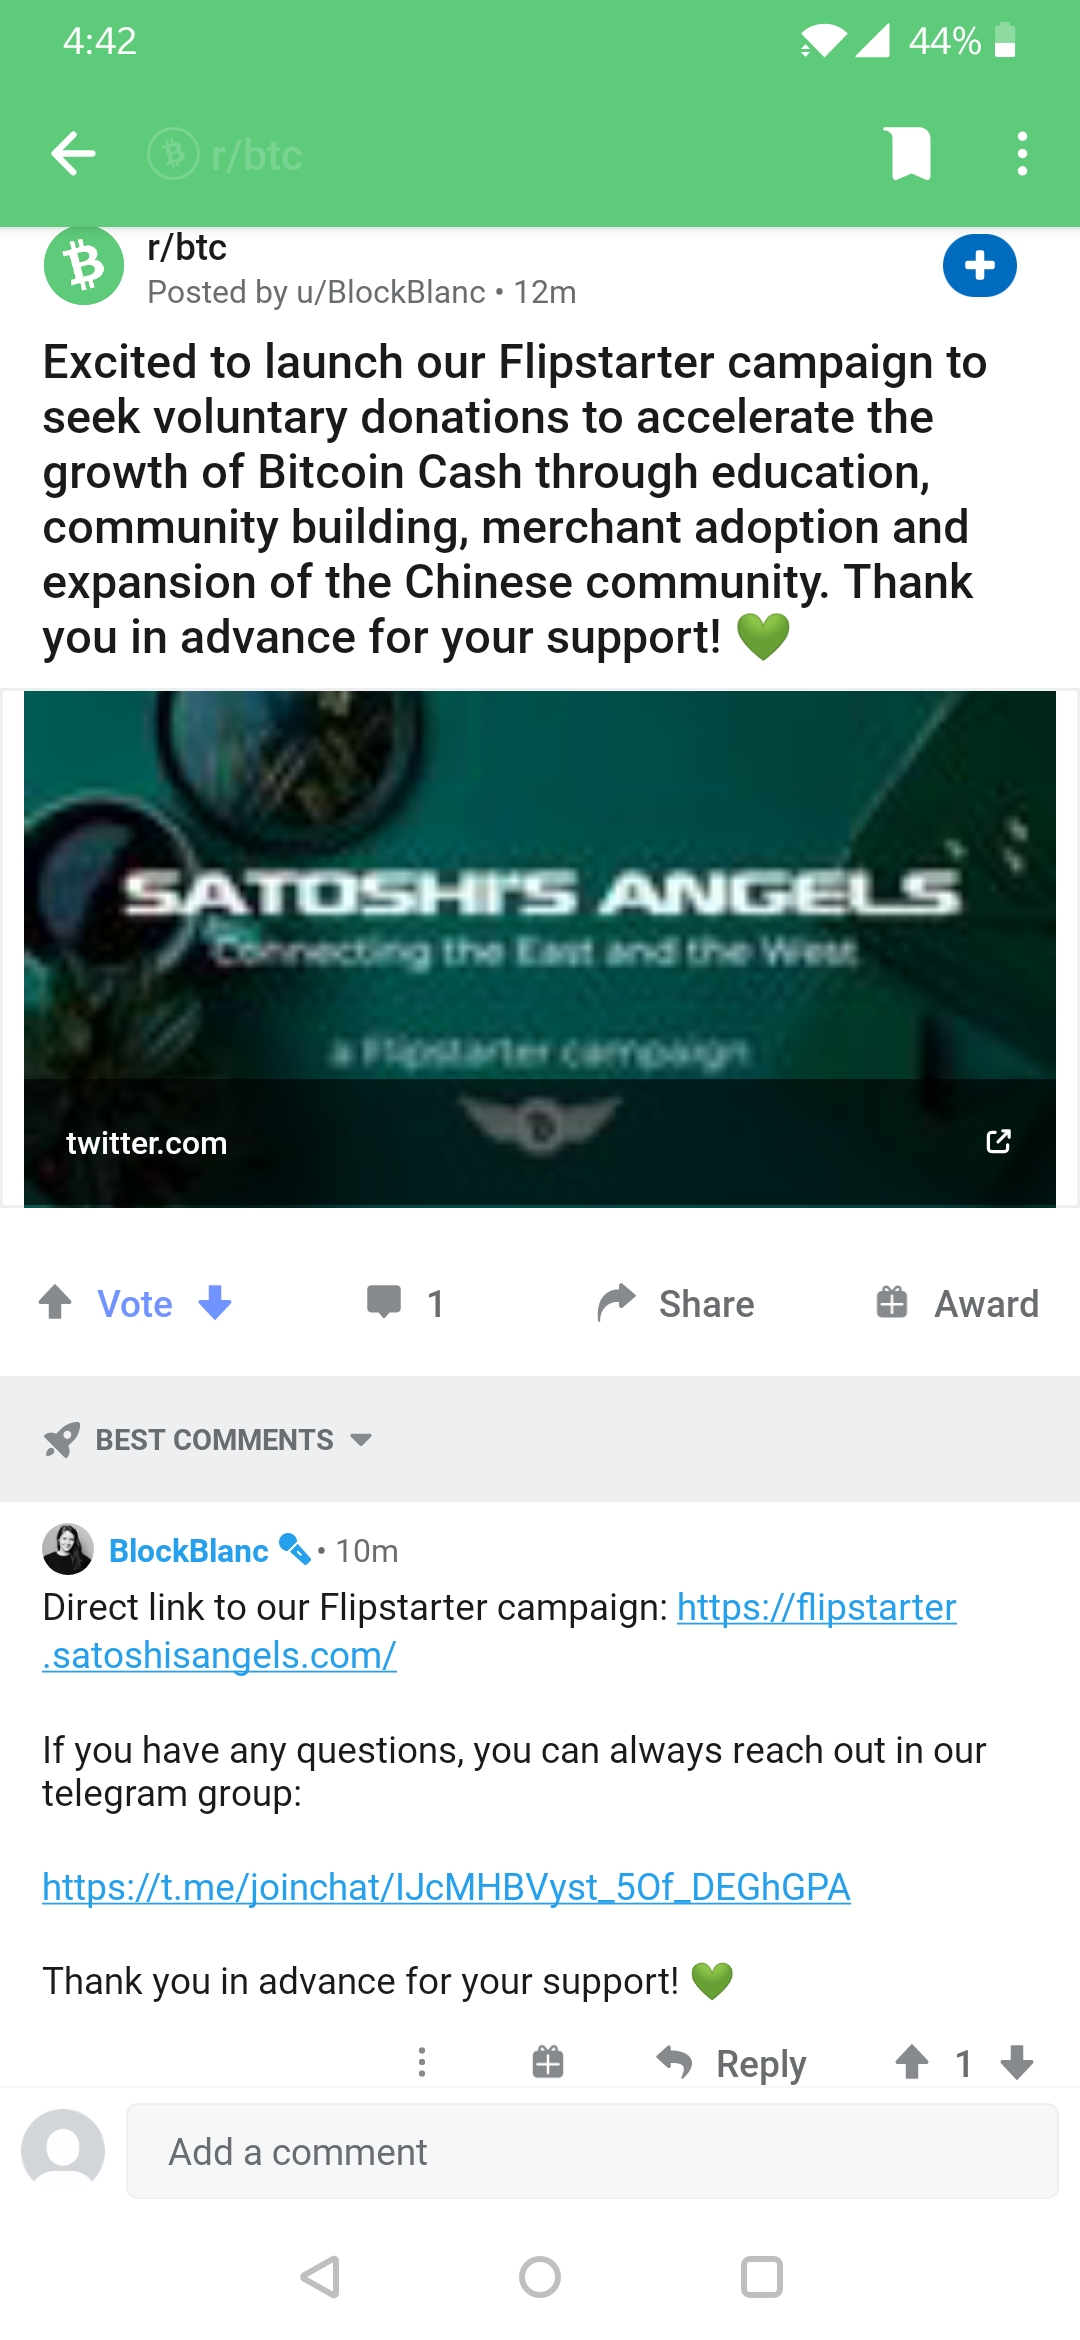 4:42
44%
r/btc
r/btc
Posted by u/BlockBlanc • 12m
Excited to launch our Flipstarter campaign to
seek voluntary donations to accelerate the
growth of Bitcoin Cash through education,
community building, merchant adoption and
expansion of the Chinese community. Thank
you in advance for your support! 💚
SATOSHI'S ANGELS
Connecting the East and the West
a Flipstarter campaign
twitter.com
Vote
1
Share
Award
BEST COMMENTS
BlockBlanc • 10m
Direct link to our Flipstarter campaign: https://flipstarter
.satoshisangels.com/
If you have any questions, you can always reach out in our
telegram group:
https://t.me/joinchat/IJcMHBVyst_5Of_DEGhGPA
Thank you in advance for your support! 💚
Reply
1
Add a comment